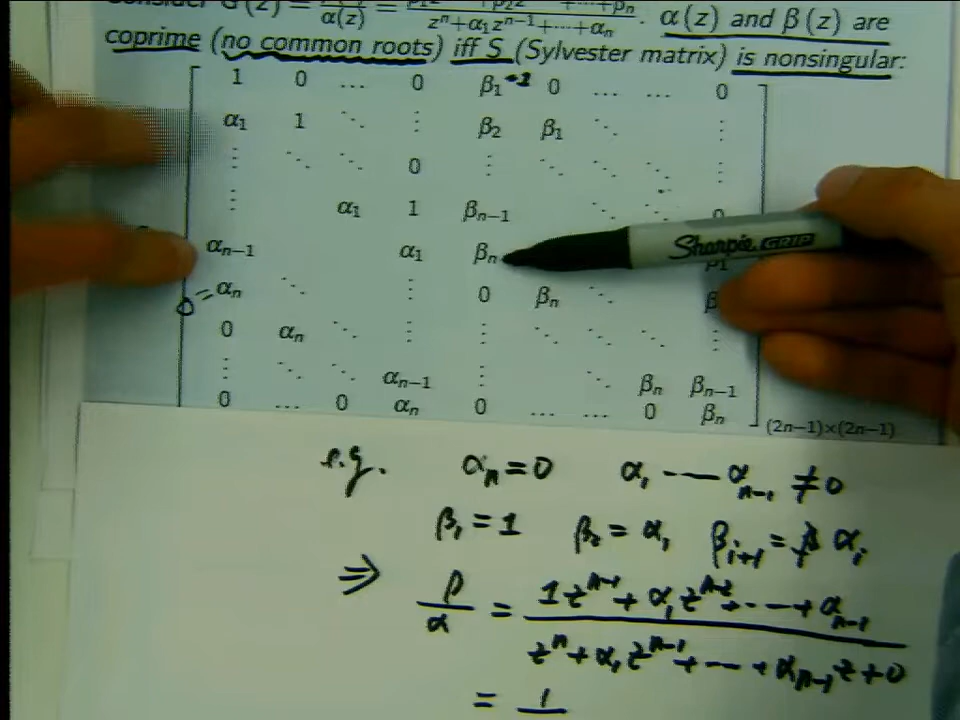 α(z) zⁿ+α₁zⁿ⁻¹+⋯+αₙ . α(z) and β(z) are
coprime (no common roots) iff S (Sylvester matrix) is nonsingular:
1 0 ... 0 β₁ =1 0 ... ... 0
α₁ 1 ⋱ ⋮ β₂ β₁ ⋱ ⋮
⋮ ⋱ ⋱ 0 ⋮ ⋱ ⋱ ⋮
⋮ α₁ 1 βₙ₋₁ ⋱ 0
αₙ₋₁ α₁ βₙ
0 = αₙ ⋱ ⋮ 0 βₙ ⋱
0 αₙ ⋱ ⋮ ⋮ ⋱ ⋱ ⋮
⋮ ⋱ ⋱ αₙ₋₁ ⋮ ⋱ βₙ βₙ₋₁
0 ... 0 αₙ 0 ... ... 0 βₙ
(2n−1)×(2n−1)
Sharpie. GRIP
e.g. αₙ = 0 α₁ ---- αₙ₋₁ ≠ 0
β₁ = 1 β₂ = α₁ βᵢ₊₁ = αᵢ
⇒ β/α = 1zⁿ⁻¹ + α₁zⁿ⁻² + ---- + αₙ₋₁
zⁿ + α₁zⁿ⁻¹ + --- + αₙ₋₁z + 0
= 1